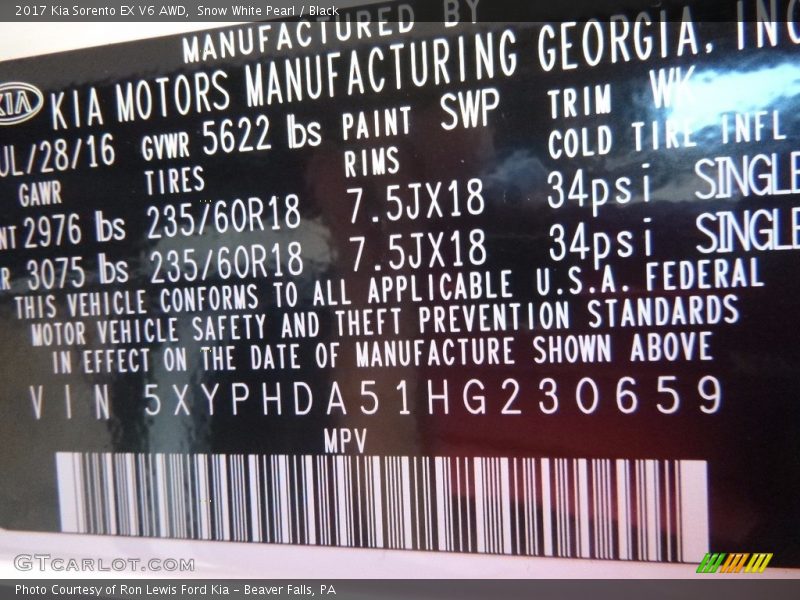 2017 Kia Sorento EX V6 AWD, Snow White Pearl / Black
MANUFACTURED BY
KIA KIA MOTORS MANUFACTURING GEORGIA, INC
UL/28/16 GVWR 5622 lbs PAINT SWP TRIM WK
GAWR TIRES RIMS COLD TIRE INFL
NT 2976 lbs 235/60R18 7.5JX18 34psi SINGLE
R 3075 lbs 235/60R18 7.5JX18 34psi SINGLE
THIS VEHICLE CONFORMS TO ALL APPLICABLE U.S.A. FEDERAL
MOTOR VEHICLE SAFETY AND THEFT PREVENTION STANDARDS
IN EFFECT ON THE DATE OF MANUFACTURE SHOWN ABOVE
VIN 5XYPHDA51HG230659
MPV
GTCARLOT.COM
Photo Courtesy of Ron Lewis Ford Kia – Beaver Falls, PA